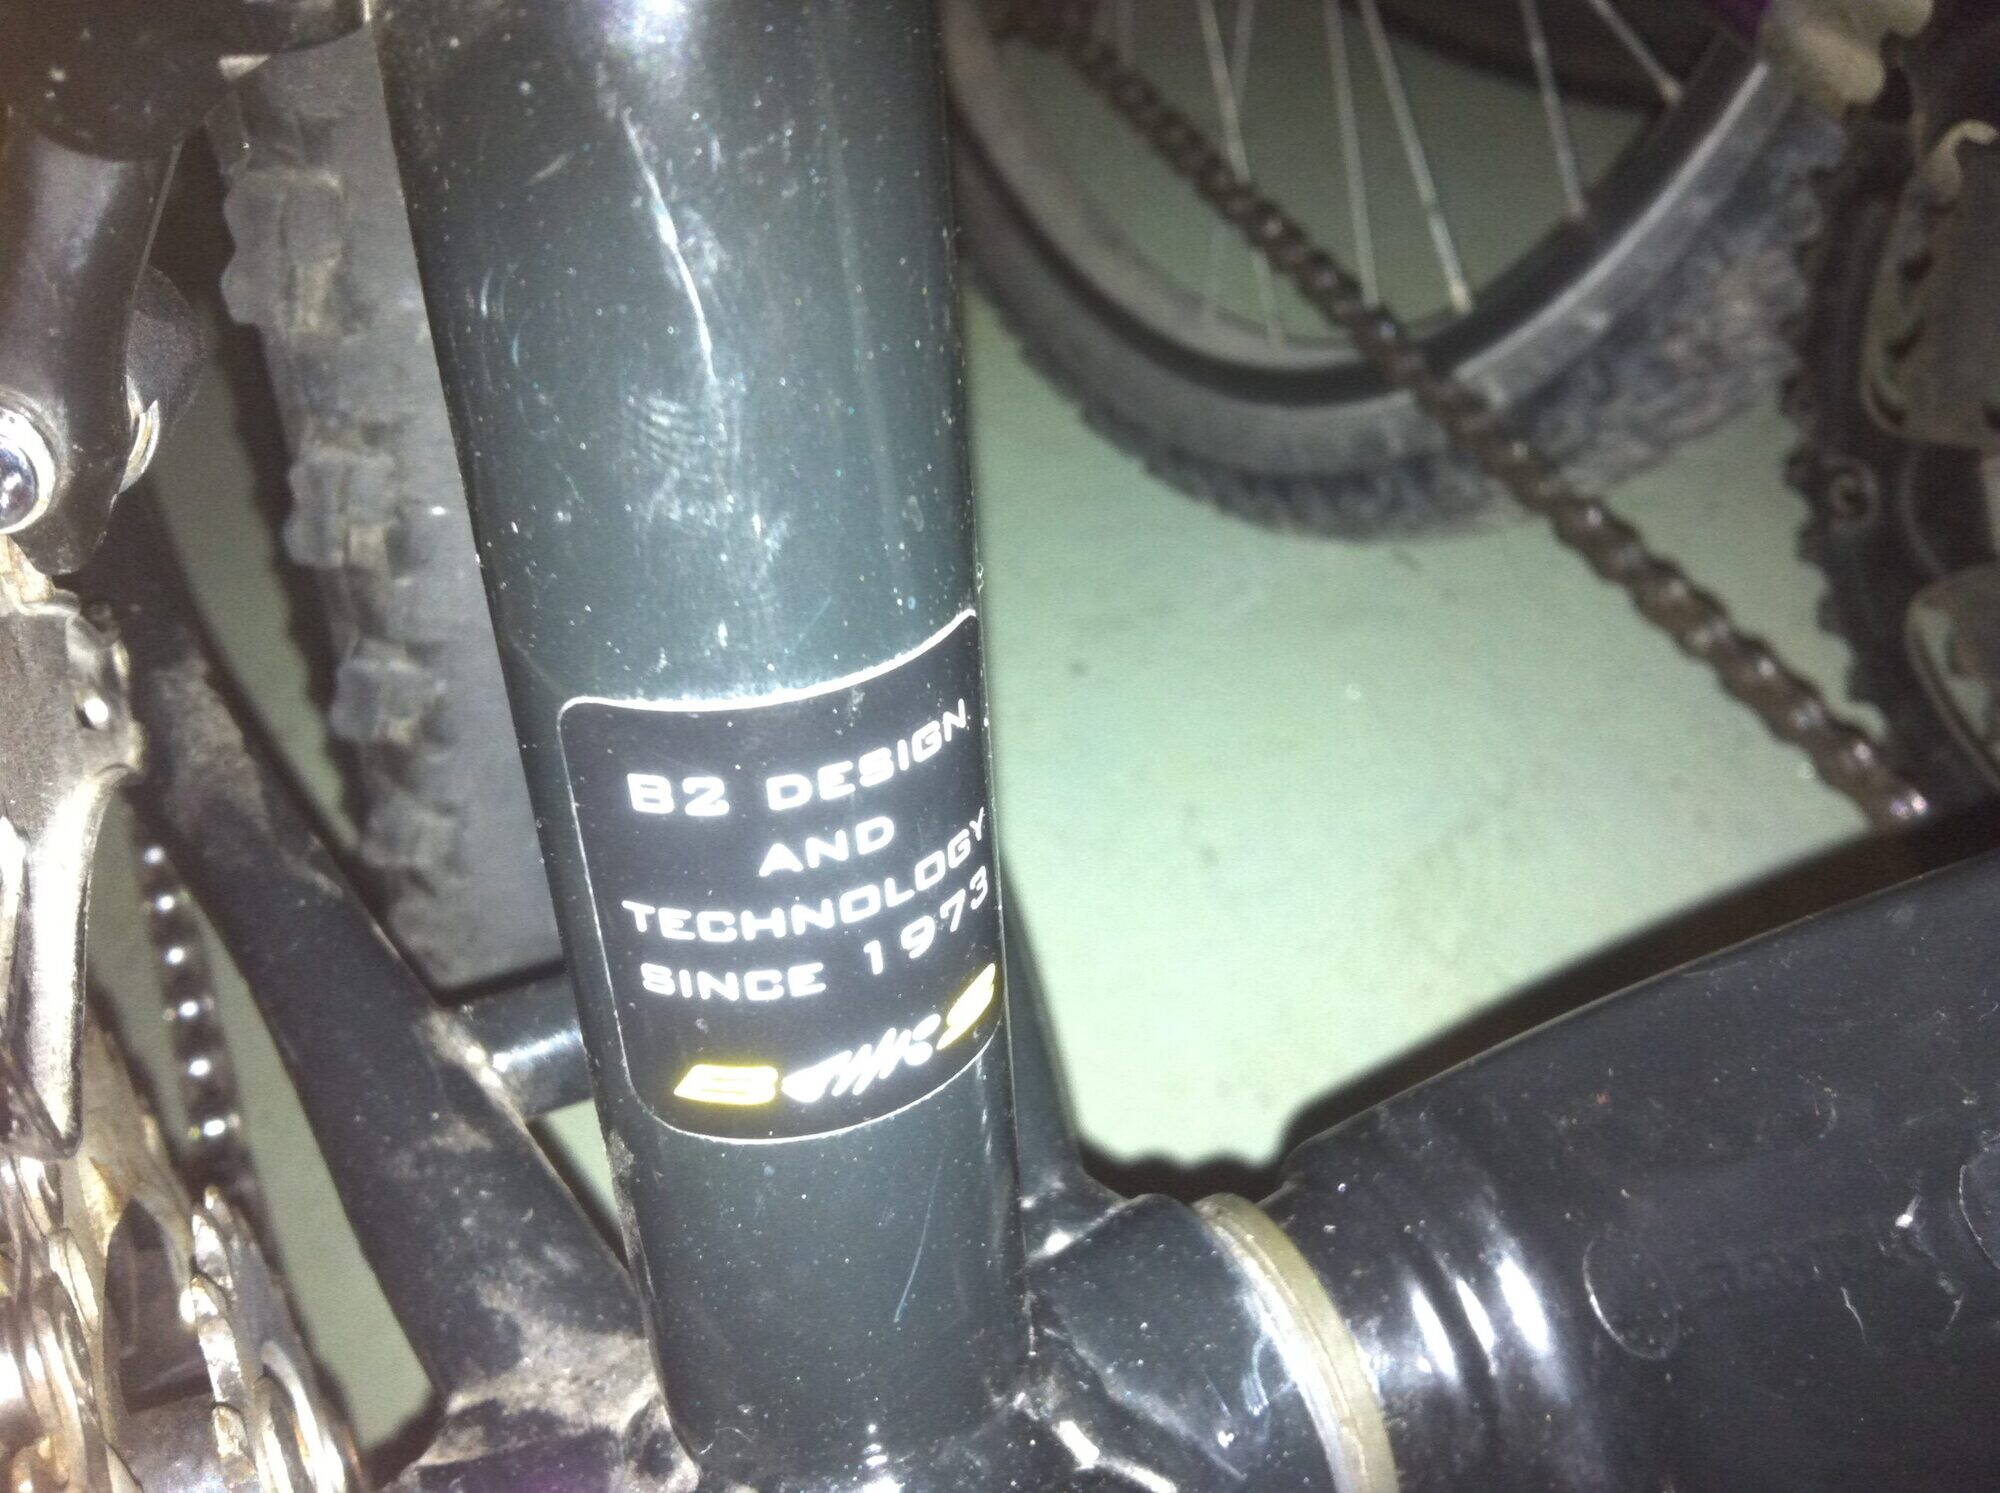 B2 DESIGN
AND
TECHNOLOGY
SINCE 1973